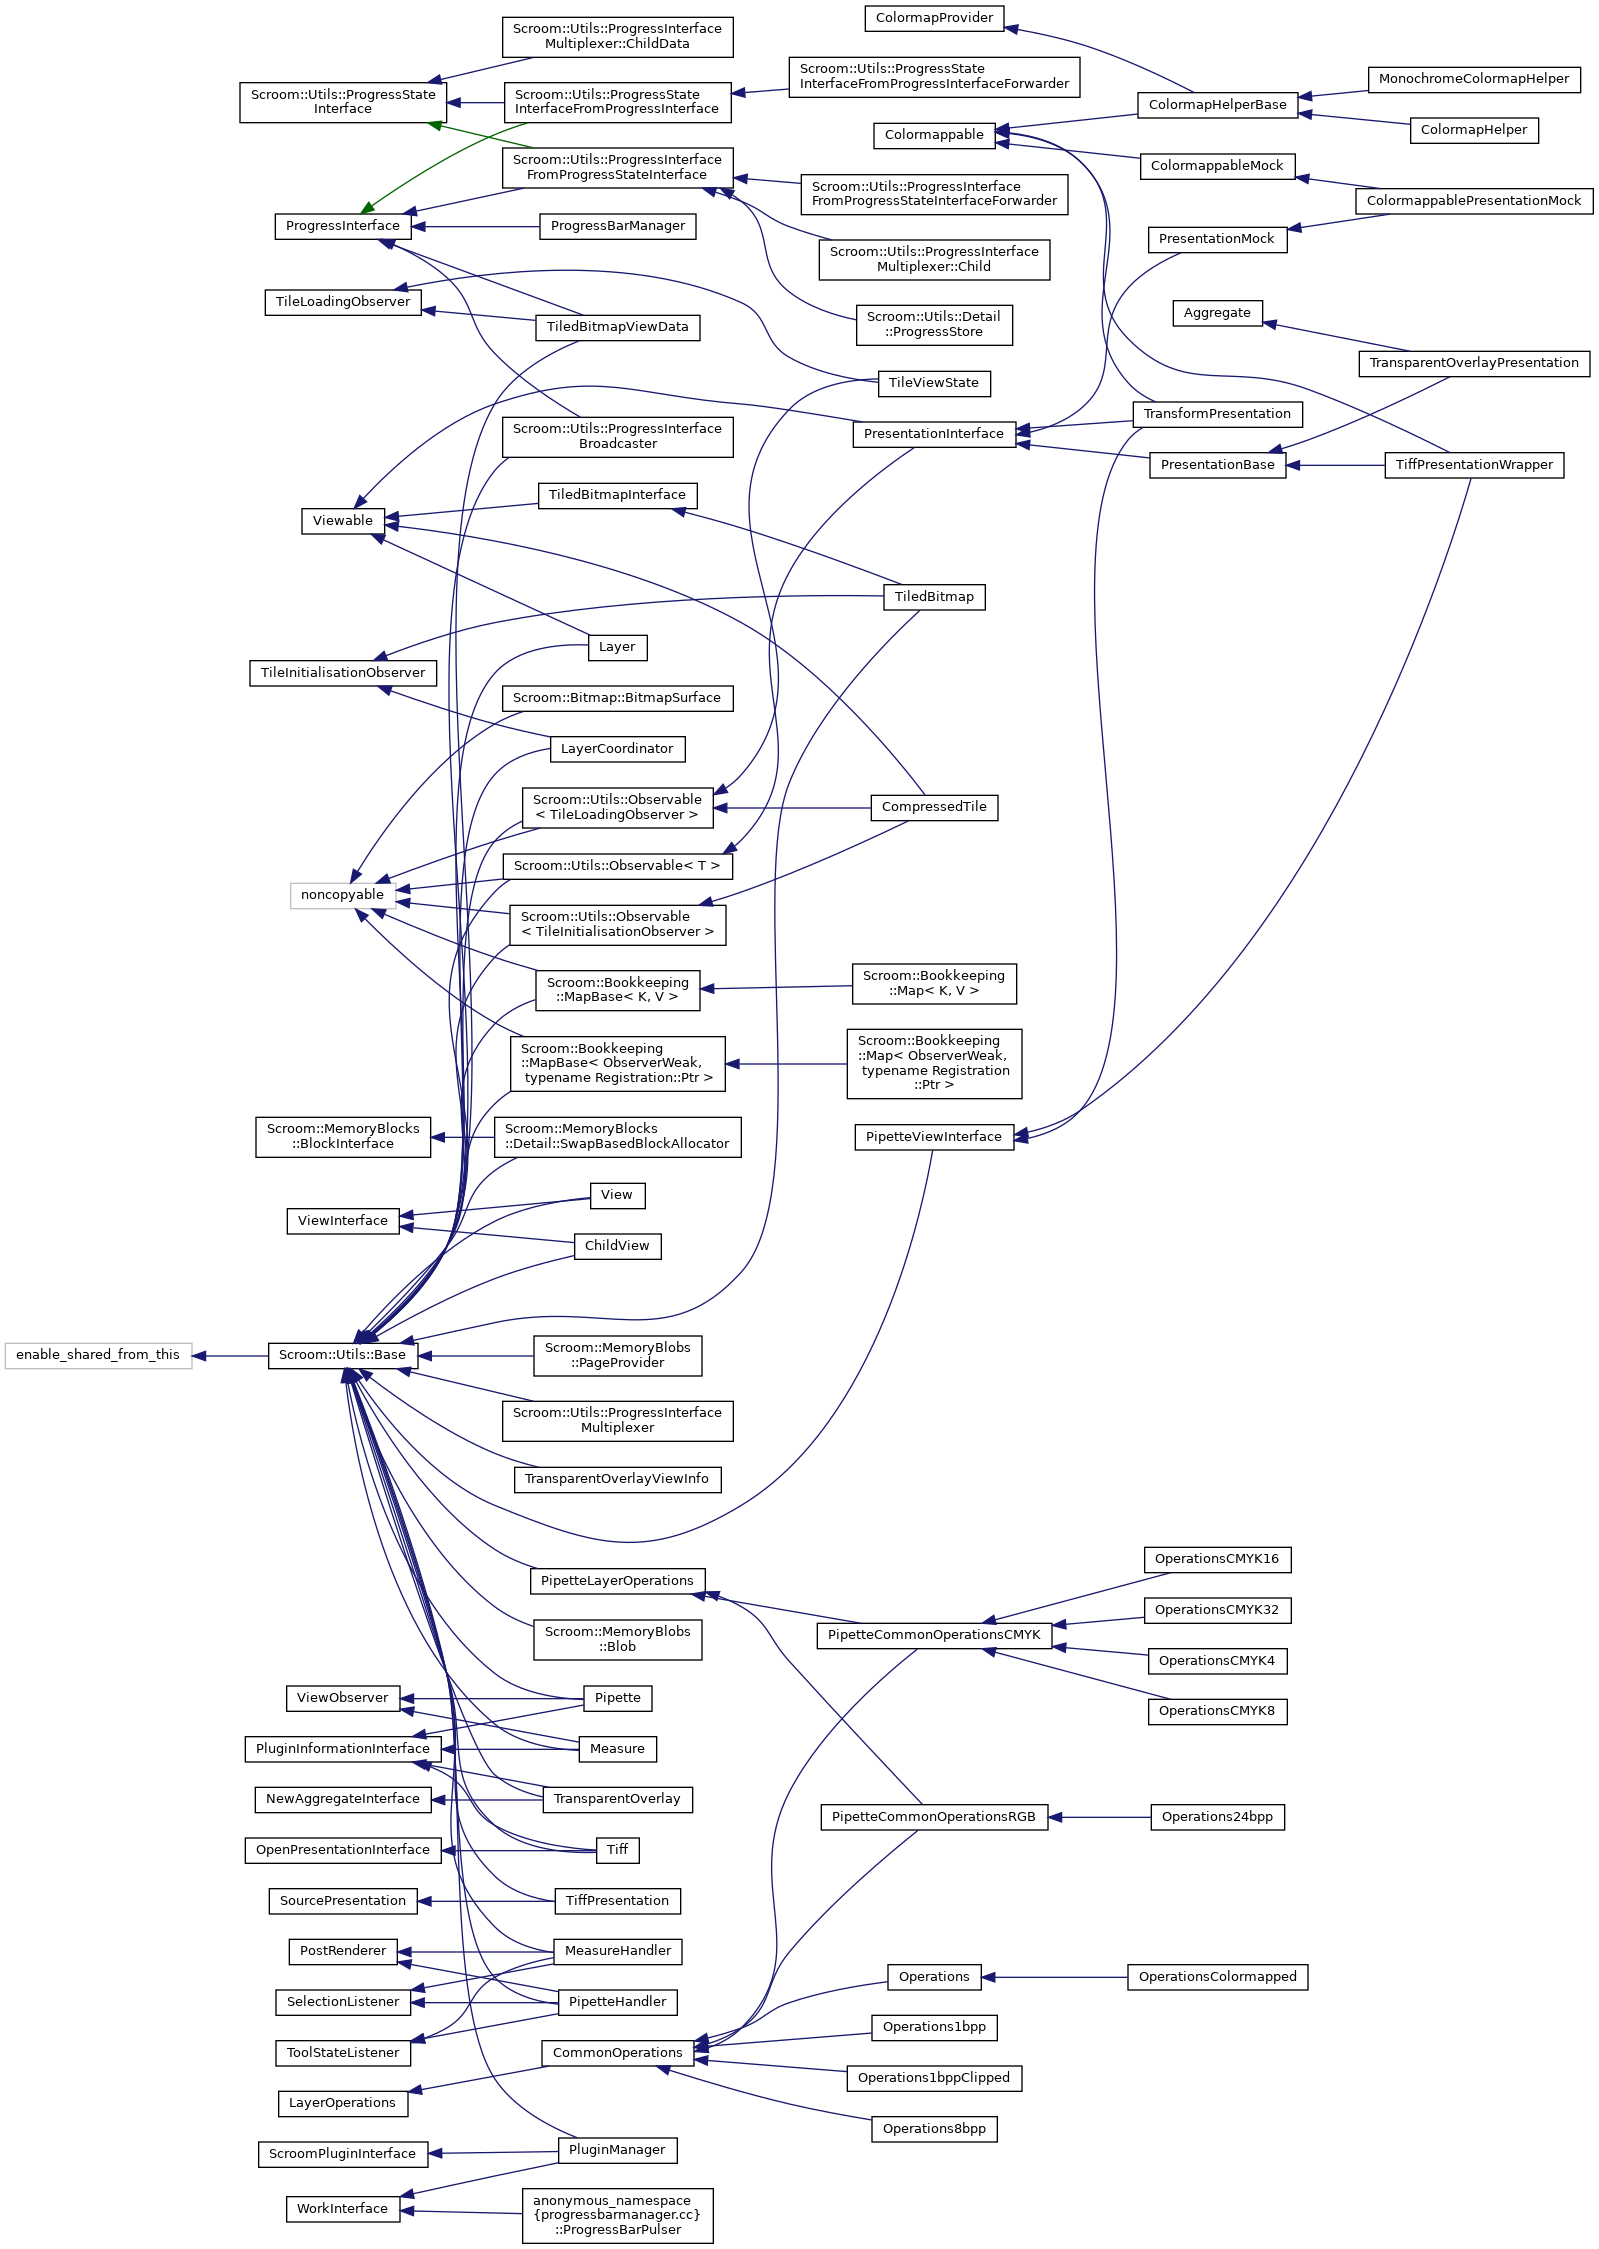 ColormapProvider
Scroom::Utils::ProgressInterface
Multiplexer::ChildData
Scroom::Utils::ProgressState
InterfaceFromProgressInterfaceForwarder
MonochromeColormapHelper
Scroom::Utils::ProgressState
Interface
Scroom::Utils::ProgressState
InterfaceFromProgressInterface
ColormapHelperBase
ColormapHelper
Colormappable
Scroom::Utils::ProgressInterface
FromProgressStateInterface
ColormappableMock
Scroom::Utils::ProgressInterface
FromProgressStateInterfaceForwarder
ColormappablePresentationMock
ProgressInterface
ProgressBarManager
PresentationMock
Scroom::Utils::ProgressInterface
Multiplexer::Child
TileLoadingObserver
Scroom::Utils::Detail
::ProgressStore
Aggregate
TiledBitmapViewData
TransparentOverlayPresentation
TileViewState
TransformPresentation
Scroom::Utils::ProgressInterface
Broadcaster
PresentationInterface
PresentationBase
TiffPresentationWrapper
TiledBitmapInterface
Viewable
TiledBitmap
Layer
TileInitialisationObserver
Scroom::Bitmap::BitmapSurface
LayerCoordinator
Scroom::Utils::Observable
< TileLoadingObserver >
CompressedTile
Scroom::Utils::Observable< T >
noncopyable
Scroom::Utils::Observable
< TileInitialisationObserver >
Scroom::Bookkeeping
::MapBase< K, V >
Scroom::Bookkeeping
::Map< K, V >
Scroom::Bookkeeping
::MapBase< ObserverWeak,
typename Registration::Ptr >
Scroom::Bookkeeping
::Map< ObserverWeak,
typename Registration
::Ptr >
Scroom::MemoryBlocks
::BlockInterface
Scroom::MemoryBlocks
::Detail::SwapBasedBlockAllocator
PipetteViewInterface
View
ViewInterface
ChildView
enable_shared_from_this
Scroom::Utils::Base
Scroom::MemoryBlobs
::PageProvider
Scroom::Utils::ProgressInterface
Multiplexer
TransparentOverlayViewInfo
OperationsCMYK16
PipetteLayerOperations
OperationsCMYK32
Scroom::MemoryBlobs
::Blob
PipetteCommonOperationsCMYK
OperationsCMYK4
ViewObserver
Pipette
OperationsCMYK8
PluginInformationInterface
Measure
NewAggregateInterface
TransparentOverlay
PipetteCommonOperationsRGB
Operations24bpp
OpenPresentationInterface
Tiff
SourcePresentation
TiffPresentation
PostRenderer
MeasureHandler
Operations
OperationsColormapped
SelectionListener
PipetteHandler
Operations1bpp
ToolStateListener
CommonOperations
Operations1bppClipped
LayerOperations
Operations8bpp
ScroomPluginInterface
PluginManager
WorkInterface
anonymous_namespace
{progressbarmanager.cc}
::ProgressBarPulser